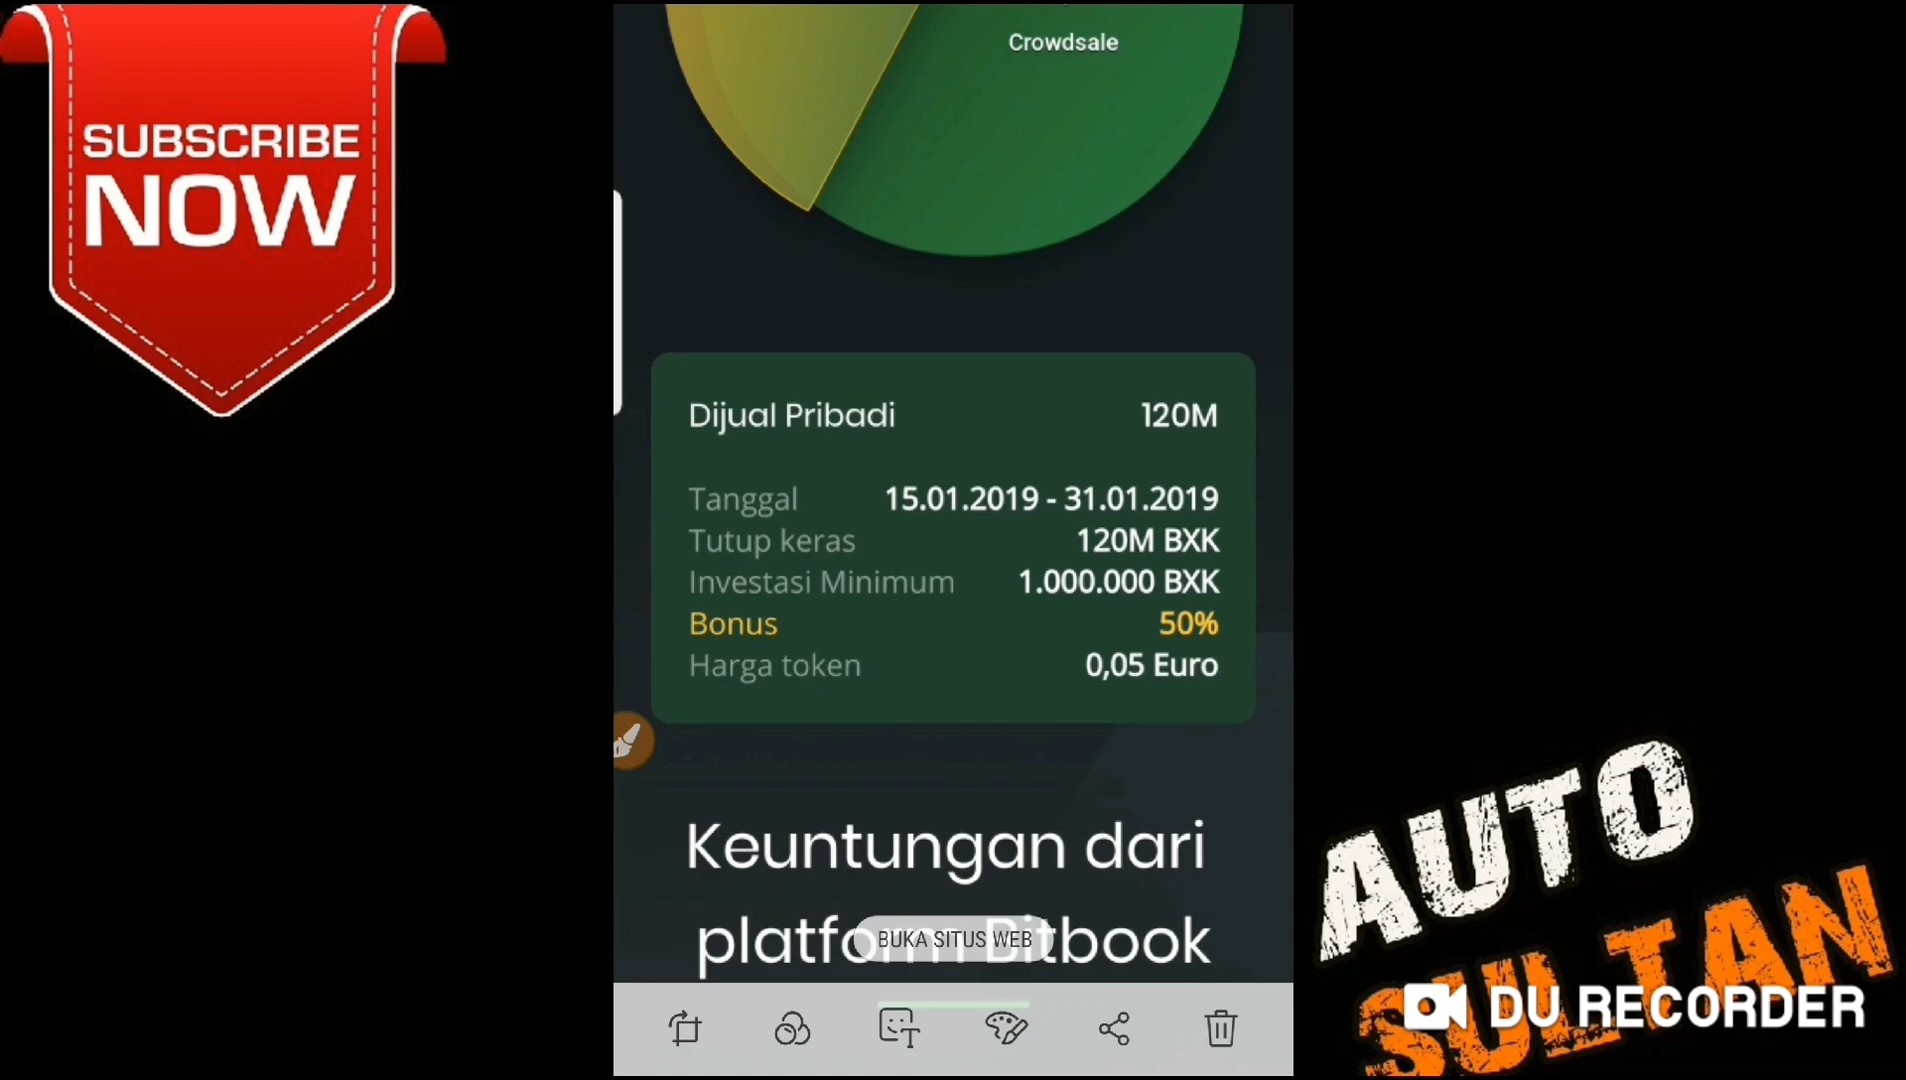 SUBSCRIBE
NOW
Crowdsale
Dijual Pribadi 120M
Tanggal 15.01.2019 - 31.01.2019
Tutup keras 120M BXK
Investasi Minimum 1.000.000 BXK
Bonus 50%
Harga token 0,05 Euro
Keuntungan dari
platform Bitbook
BUKA SITUS WEB
AUTO
SULTAN
DU RECORDER